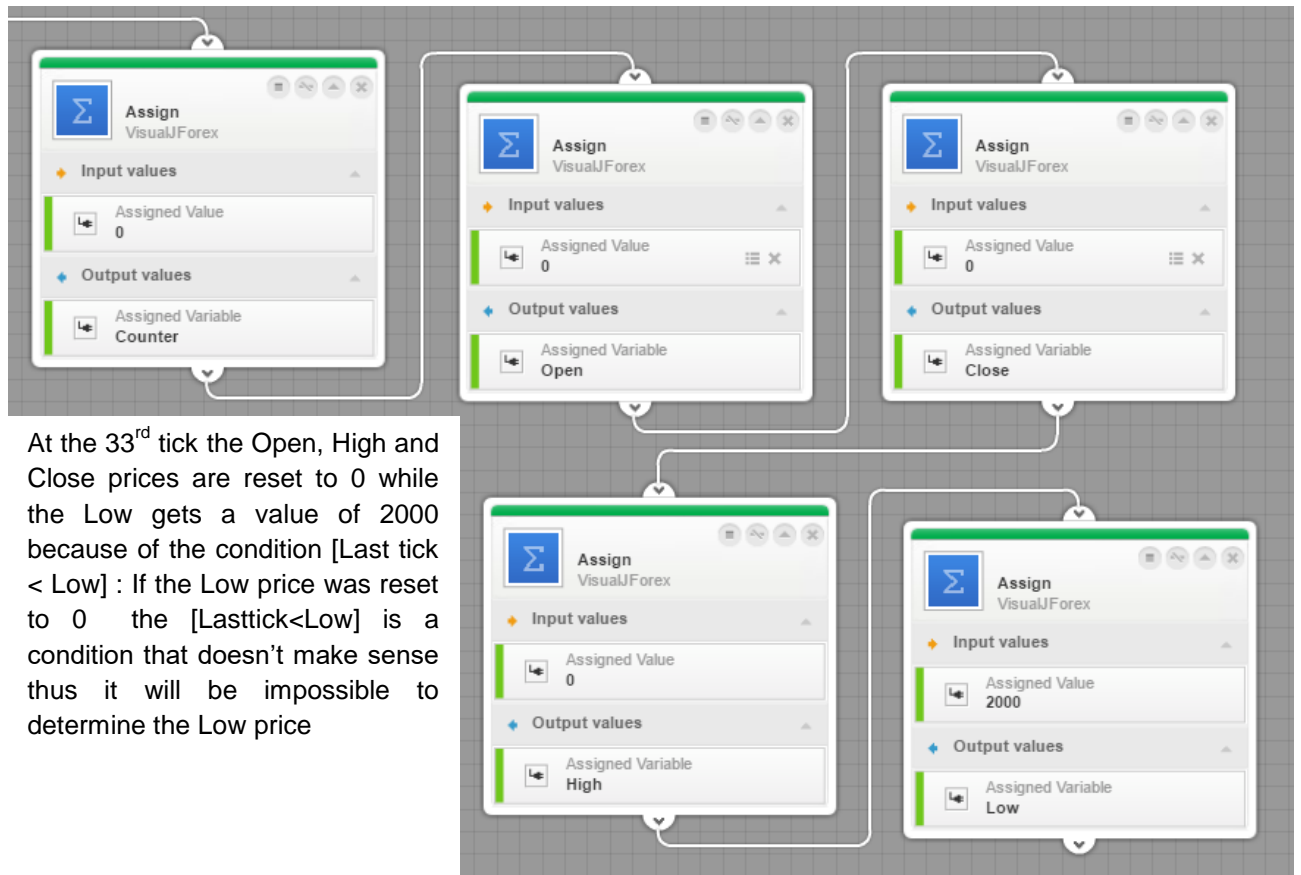 Assign
VisualJForex
Input values
Assigned Value
0
Output values
Assigned Variable
Counter
Assign
VisualJForex
Input values
Assigned Value
0
Output values
Assigned Variable
Open
Assign
VisualJForex
Input values
Assigned Value
0
Output values
Assigned Variable
Close
At the 33rd tick the Open, High and
Close prices are reset to 0 while
the Low gets a value of 2000
because of the condition [Last tick
< Low] : If the Low price was reset
to 0 the [Lasttick<Low] is a
condition that doesn't make sense
thus it will be impossible to
determine the Low price
Assign
VisualJForex
Input values
Assigned Value
0
Output values
Assigned Variable
High
Assign
VisualJForex
Input values
Assigned Value
2000
Output values
Assigned Variable
Low